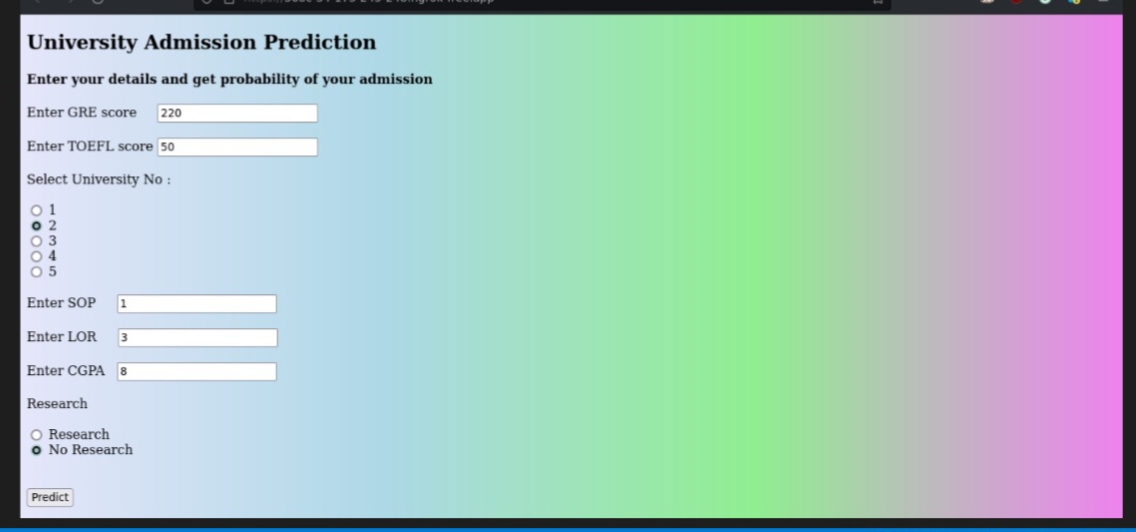 University Admission Prediction
Enter your details and get probability of your admission
Enter GRE score 220
Enter TOEFL score 50
Select University No :
1
2
3
4
5
Enter SOP 1
Enter LOR 3
Enter CGPA 8
Research
Research
No Research
Predict